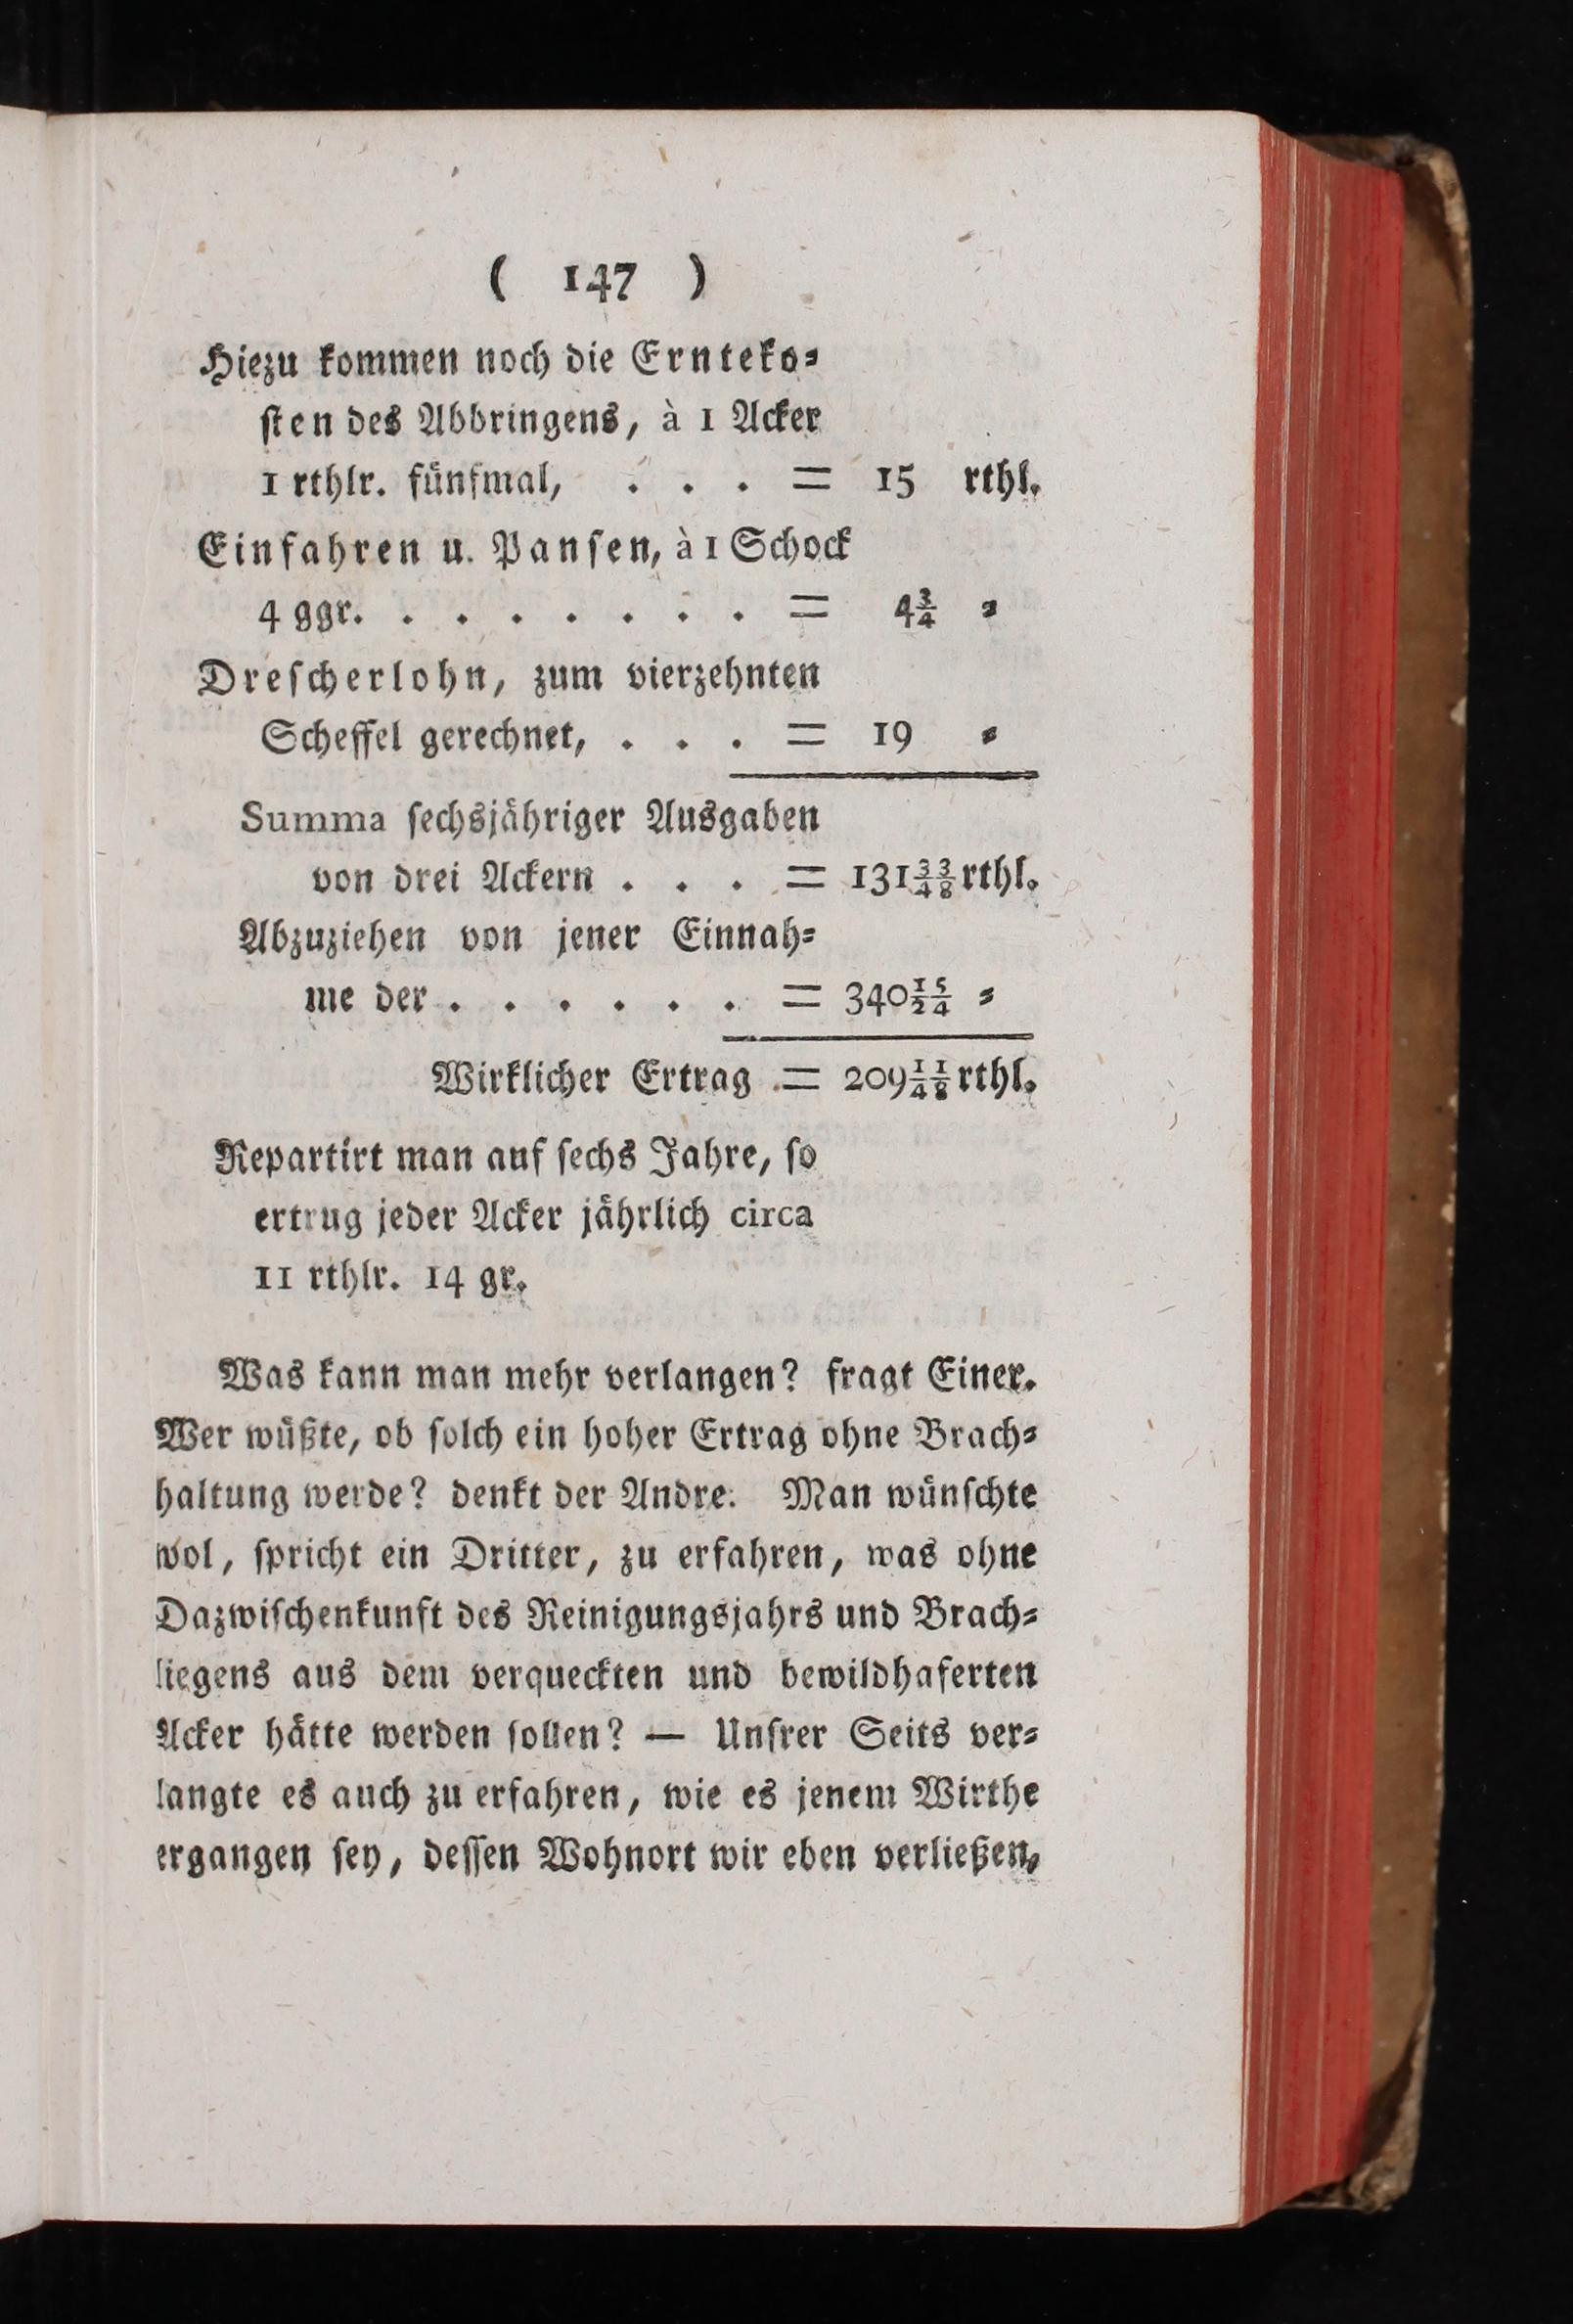 ( 147 )
Hiezu kommen noch die Ernteko⸗
ſten des Abbringens, à 1 Acker
1 rthlr. fünfmal, . . . = 15 rthl.
Einfahren u. Panſen, à 1 Schock
4 ggr. . . . . . . . = 4¾ ⸗
Dreſcherlohn, zum vierzehnten
Scheffel gerechnet, . . . = 19 ⸗
Summa ſechsjähriger Ausgaben
von drei Ackern . . . = 131 33/48 rthl.
Abzuziehen von jener Einnah⸗
me der . . . . . . = 340 15/24 ⸗
Wirklicher Ertrag = 209 11/48 rthl.
Repartirt man auf ſechs Jahre, ſo
ertrug jeder Acker jährlich circa
11 rthlr. 14 gr.
Was kann man mehr verlangen? fragt Einer.
Wer wüßte, ob ſolch ein hoher Ertrag ohne Brach⸗
haltung werde? denkt der Andre. Man wünſchte
wol, ſpricht ein Dritter, zu erfahren, was ohne
Dazwiſchenkunft des Reinigungsjahrs und Brach⸗
liegens aus dem verqueckten und bewildhaferten
Acker hätte werden ſollen? — Unſrer Seits ver⸗
langte es auch zu erfahren, wie es jenem Wirthe
ergangen ſey, deſſen Wohnort wir eben verließen,